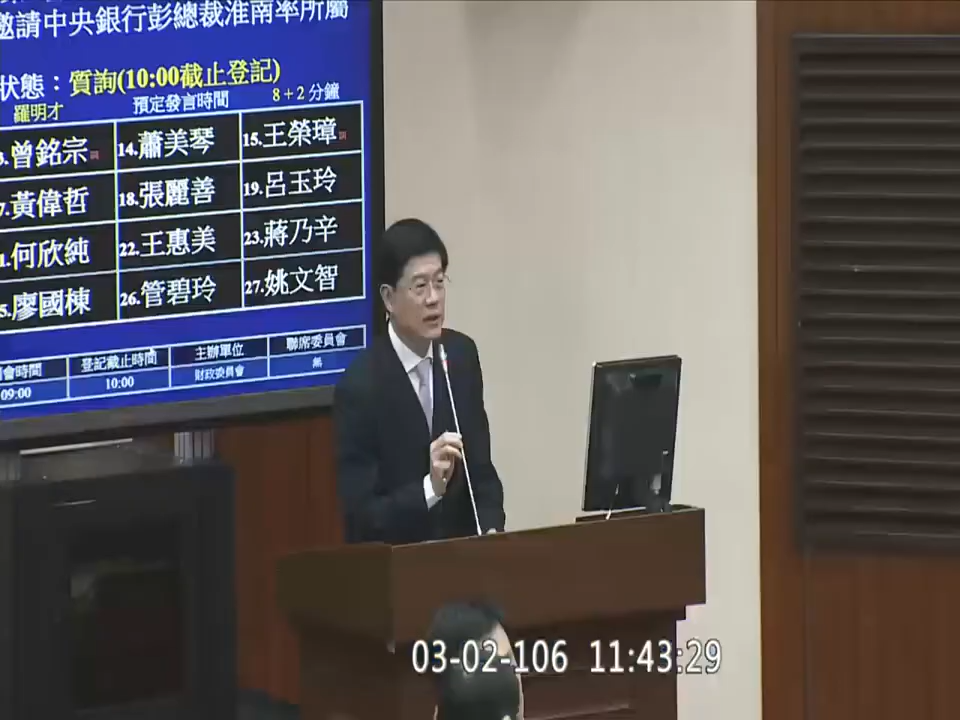 邀請中央銀行彭總裁淮南率所屬
狀態：質詢(10:00截止登記)
羅明才 預定發言時間 8+2 分鐘
曾銘宗 14.蕭美琴 15.王榮璋
黃偉哲 18.張麗善 19.呂玉玲
何欣純 22.王惠美 23.蔣乃辛
廖國棟 26.管碧玲 27.姚文智
會時間 登記截止時間 主辦單位 聯席委員會
09:00 10:00 財政委員會 無
03-02-106 11:43:29